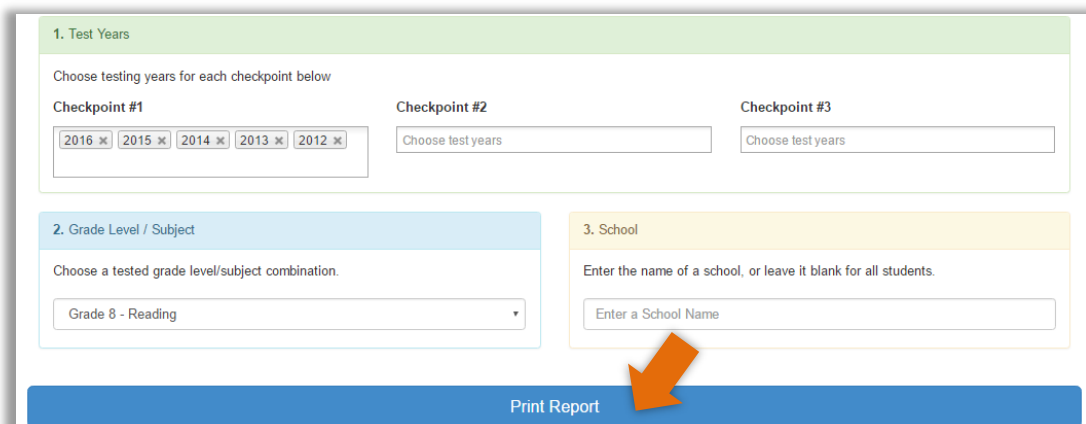 1. Test Years
Choose testing years for each checkpoint below
Checkpoint #1
2016 × 2015 × 2014 × 2013 × 2012 ×
Checkpoint #2
Choose test years
Checkpoint #3
Choose test years
2. Grade Level / Subject
Choose a tested grade level/subject combination.
Grade 8 - Reading
3. School
Enter the name of a school, or leave it blank for all students.
Enter a School Name
Print Report